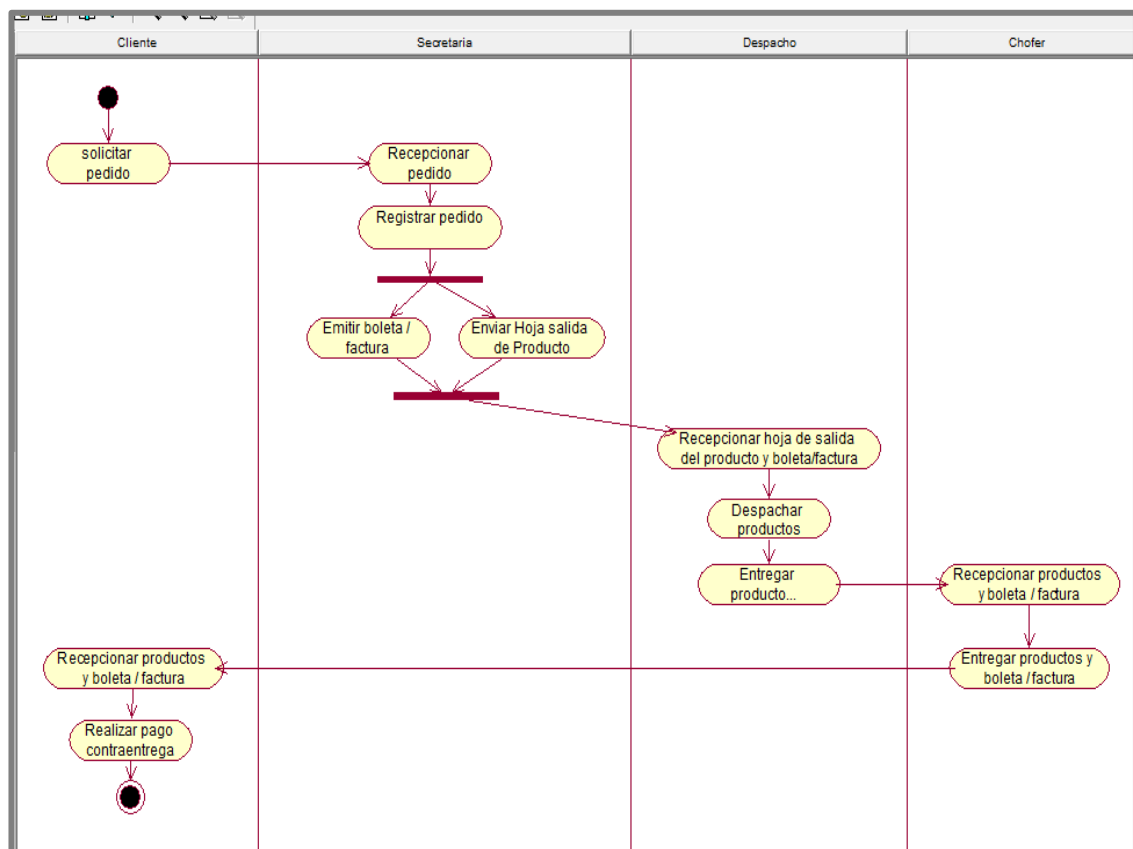 Cliente
Secretaria
Despacho
Chofer
solicitar
pedido
Recepcionar
pedido
Registrar pedido
Emitir boleta /
factura
Enviar Hoja salida
de Producto
Recepcionar hoja de salida
del producto y boleta/factura
Despachar
productos
Entregar
producto...
Recepcionar productos
y boleta / factura
Entregar productos y
boleta / factura
Recepcionar productos
y boleta / factura
Realizar pago
contraentrega